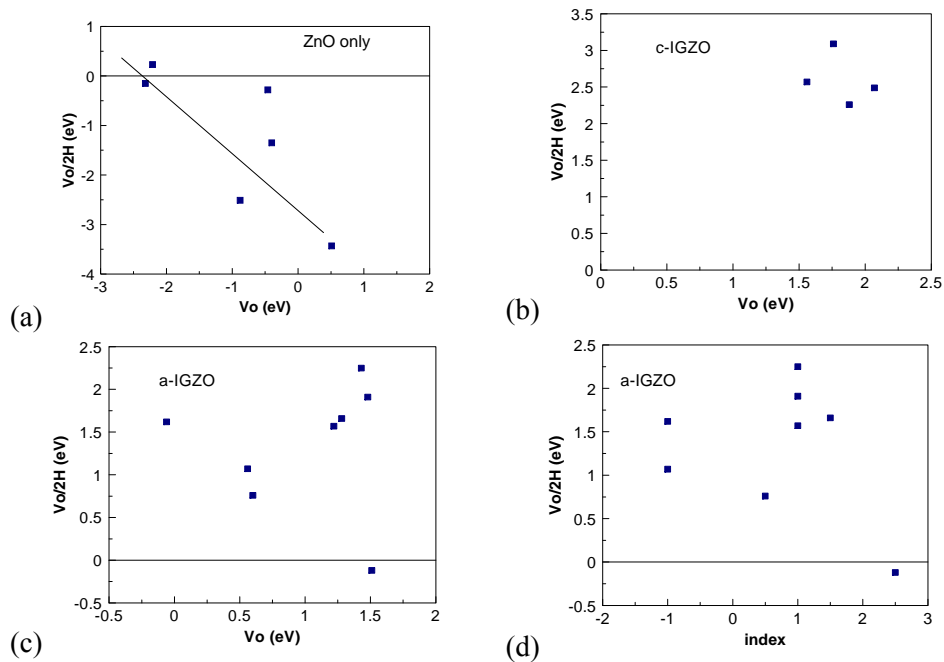 ZnO only
1
0
-1
-2
-3
-4
Vo/2H (eV)
-3 -2 -1 0 1 2
Vo (eV)
(a)
c-IGZO
3.5
3
2.5
2
1.5
1
0.5
0
Vo/2H (eV)
0 0.5 1 1.5 2 2.5
Vo (eV)
(b)
a-IGZO
2.5
2
1.5
1
0.5
0
-0.5
Vo/2H (eV)
-0.5 0 0.5 1 1.5 2
Vo (eV)
(c)
a-IGZO
2.5
2
1.5
1
0.5
0
-0.5
Vo/2H (eV)
-2 -1 0 1 2 3
index
(d)